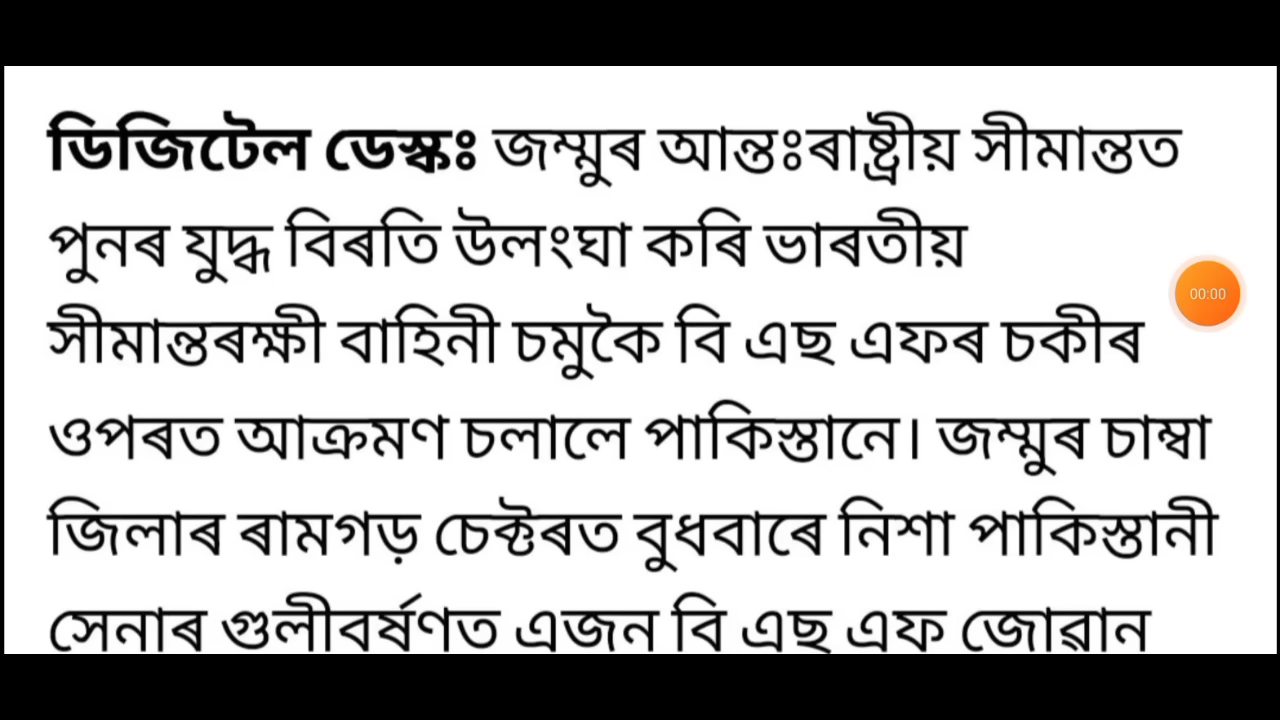 ডিজিটেল ডেস্কঃ জম্মুৰ আন্তঃৰাষ্ট্ৰীয় সীমান্তত
পুনৰ যুদ্ধ বিৰতি উলংঘা কৰি ভাৰতীয়
সীমান্তৰক্ষী বাহিনী চমুকৈ বি এছ এফৰ চকীৰ
ওপৰত আক্ৰমণ চলালে পাকিস্তানে। জম্মুৰ চাম্বা
জিলাৰ ৰামগড় চেক্টৰত বুধবাৰে নিশা পাকিস্তানী
সেনাৰ গুলীবৰ্ষণত এজন বি এছ এফ জোৱান
00:00